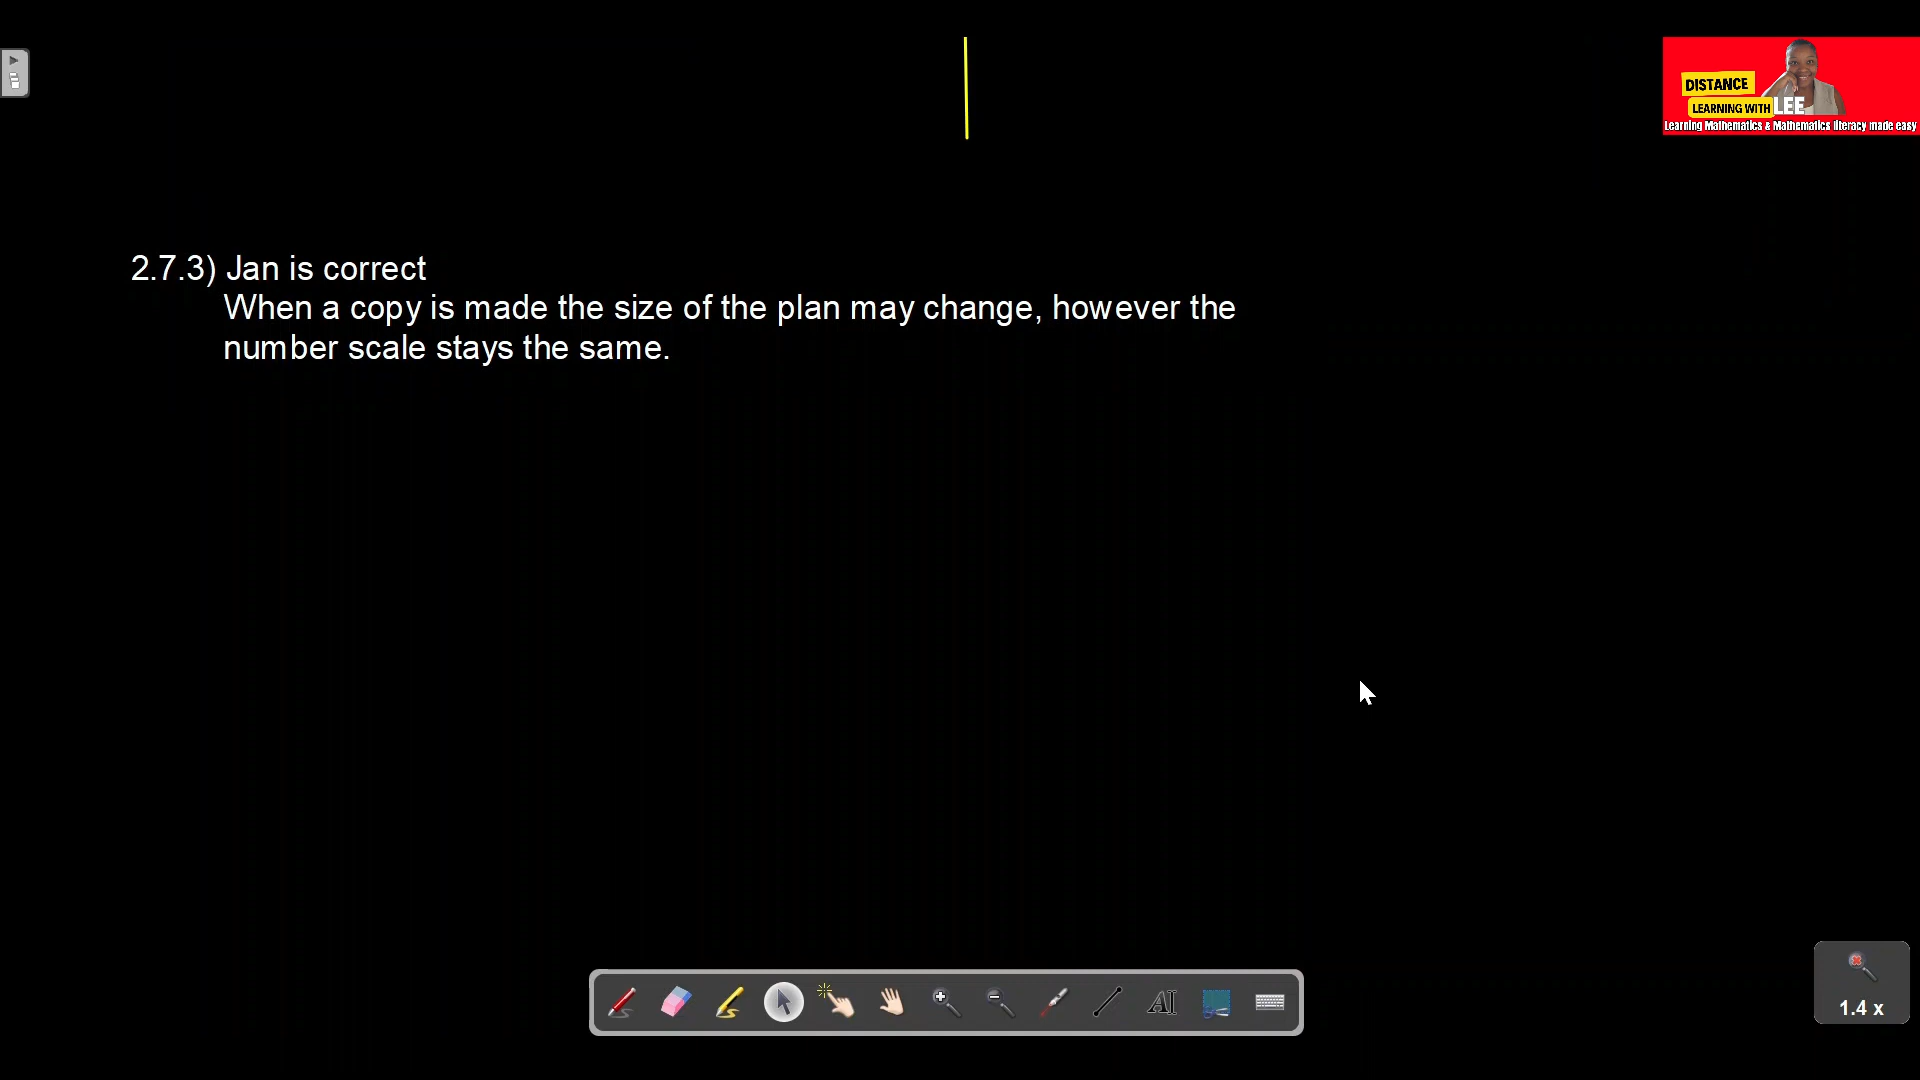 DISTANCE
LEARNING WITH LEE
Learning Mathematics & Mathematics literacy made easy
2.7.3) Jan is correct
When a copy is made the size of the plan may change, however the
number scale stays the same.
AI
1.4 x